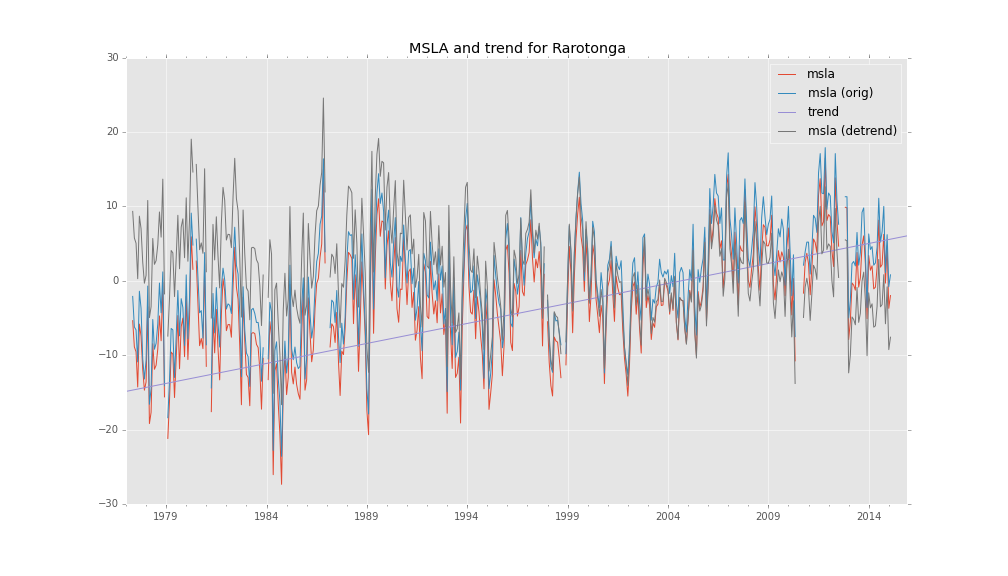 MSLA and trend for Rarotonga
msla
msla (orig)
trend
msla (detrend)
30
20
10
0
−10
−20
−30
1979 1984 1989 1994 1999 2004 2009 2014